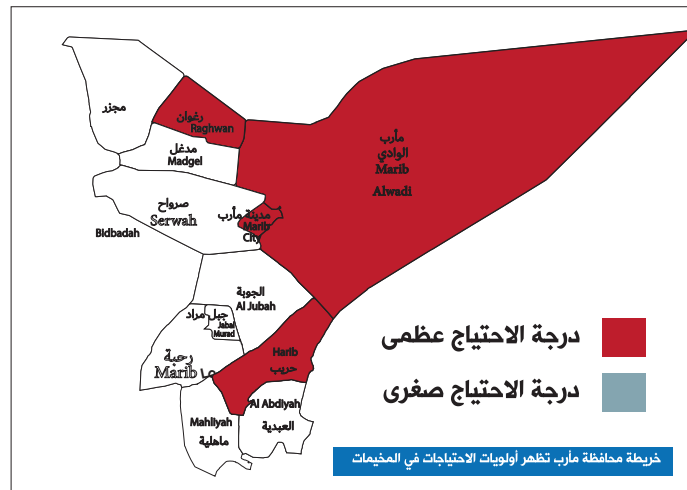 مجزر
رغوان
Raghwan
مدغل
Madgel
مأرب
الوادي
Marib
Alwadi
صرواح
Serwah
مدينة مأرب
Marib
City
Bidbadah
الجوبة
Al Jubah
جبل مراد
Jabal
Murad
رحبة
Marib
Harib
حريب
Al Abdiyah
العبدية
Mahliyah
ماهلية
درجة الاحتياج عظمى
درجة الاحتياج صغرى
خريطة محافظة مأرب تظهر أولويات الاحتياجات في المخيمات